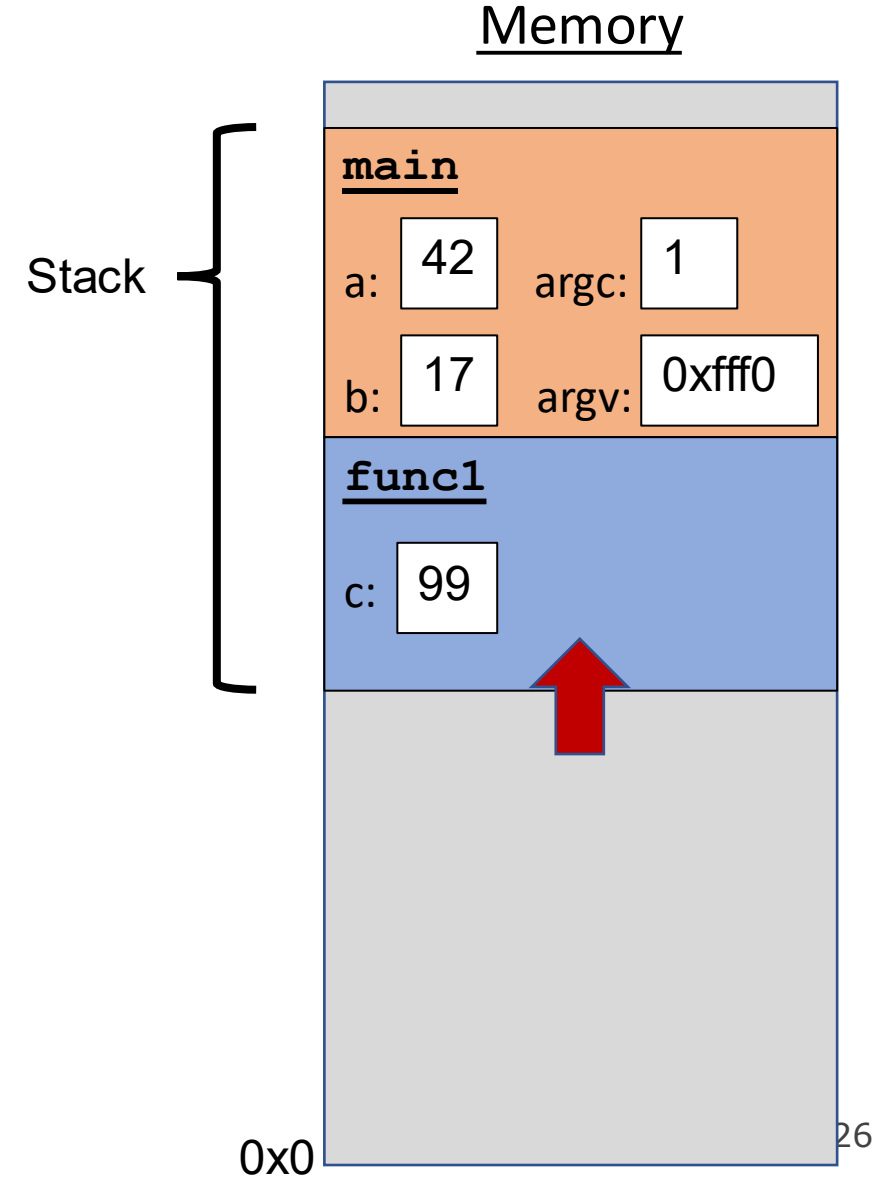 Memory
main
Stack
a: 42 argc: 1
b: 17 argv: 0xfff0
func1
c: 99
26
0x0